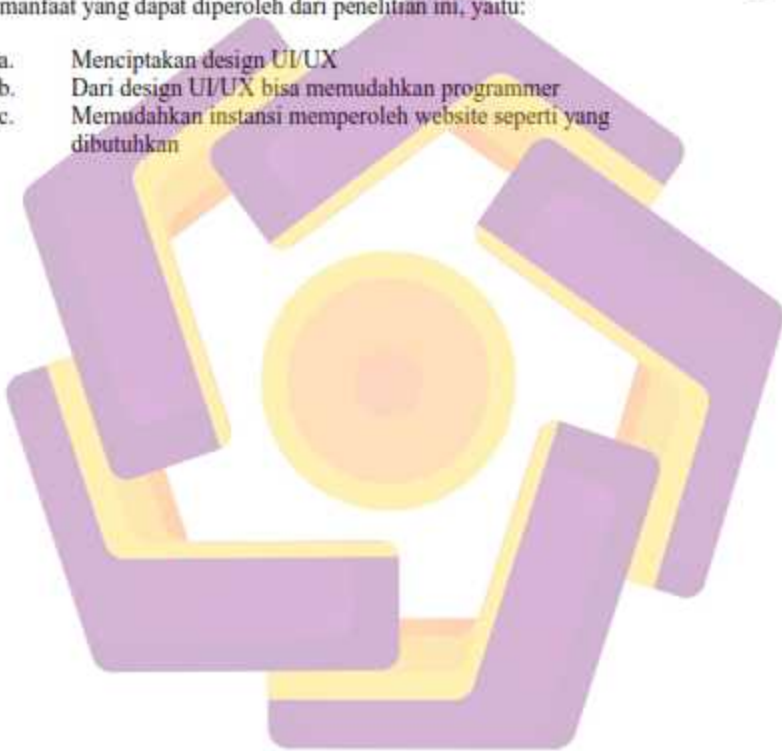 manfaat yang dapat diperoleh dari penelitian ini, yaitu:
a. Menciptakan design UI/UX
b. Dari design UI/UX bisa memudahkan programmer
c. Memudahkan instansi memperoleh website seperti yang
dibutuhkan